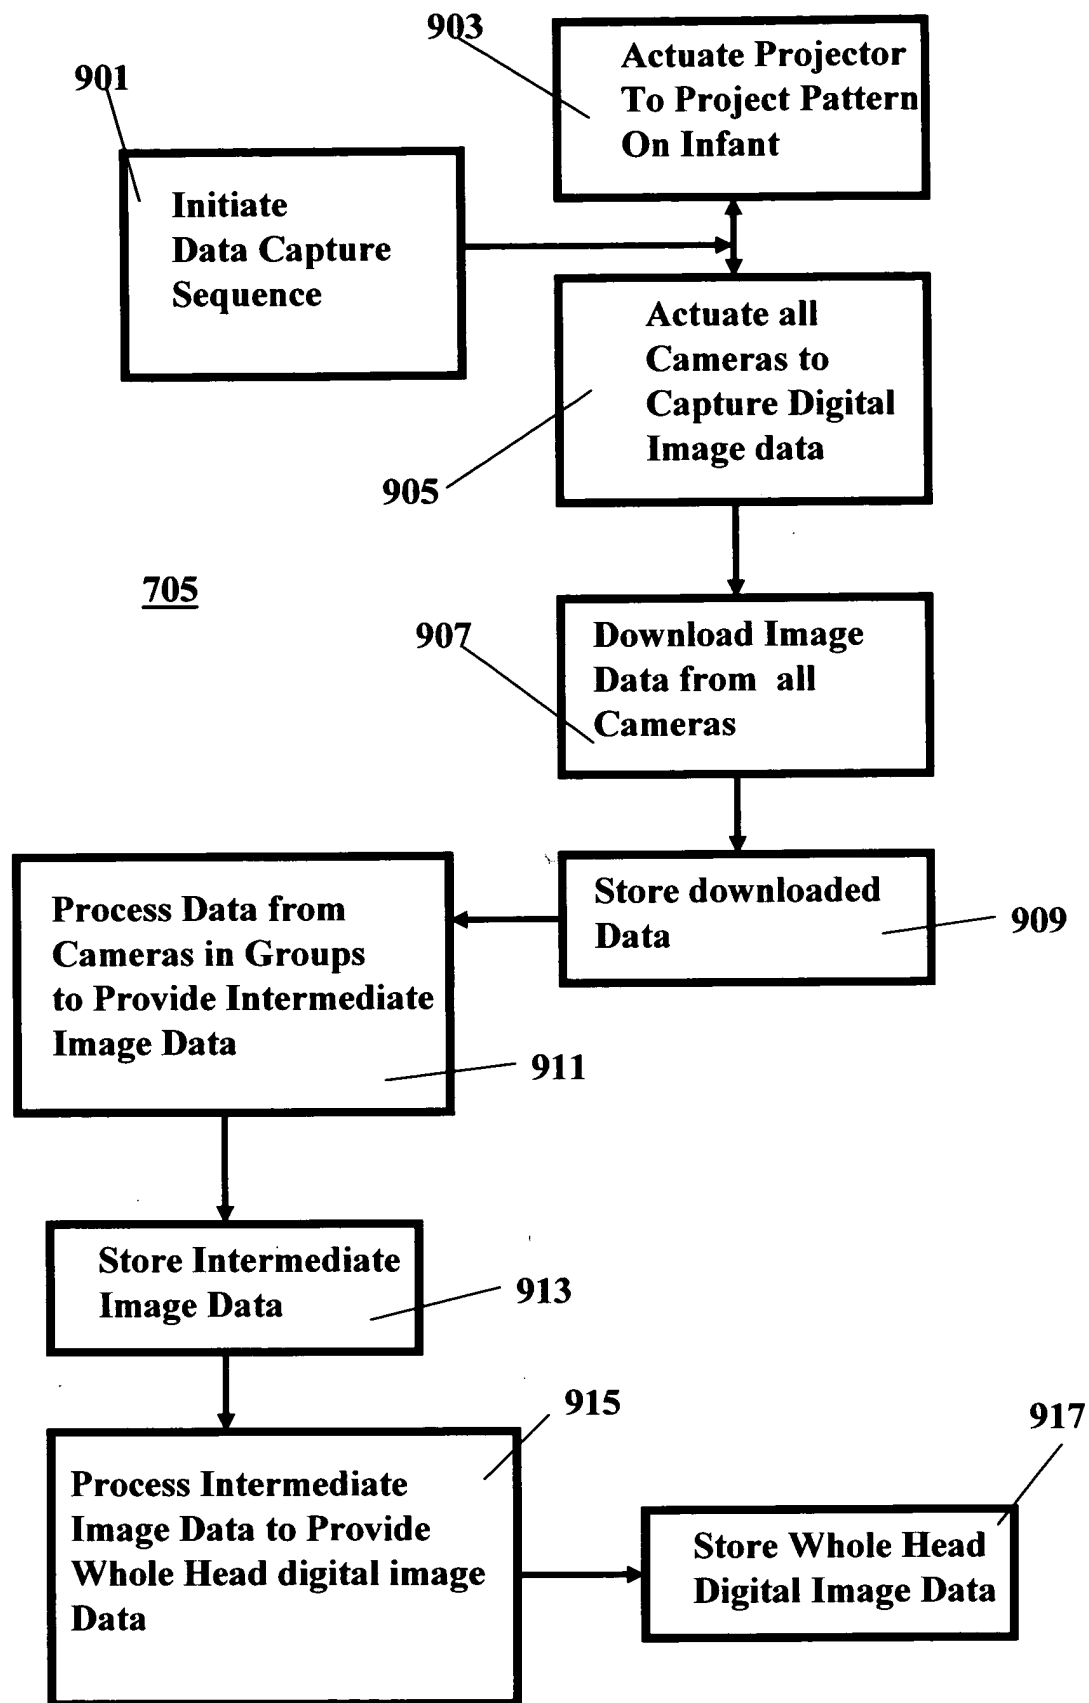 903
Actuate Projector
To Project Pattern
On Infant
901
Initiate
Data Capture
Sequence
Actuate all
Cameras to
Capture Digital
Image data
905
705
907
Download Image
Data from all
Cameras
Store downloaded
Data
909
Process Data from
Cameras in Groups
to Provide Intermediate
Image Data
911
Store Intermediate
Image Data
913
915
Process Intermediate
Image Data to Provide
Whole Head digital image
Data
917
Store Whole Head
Digital Image Data